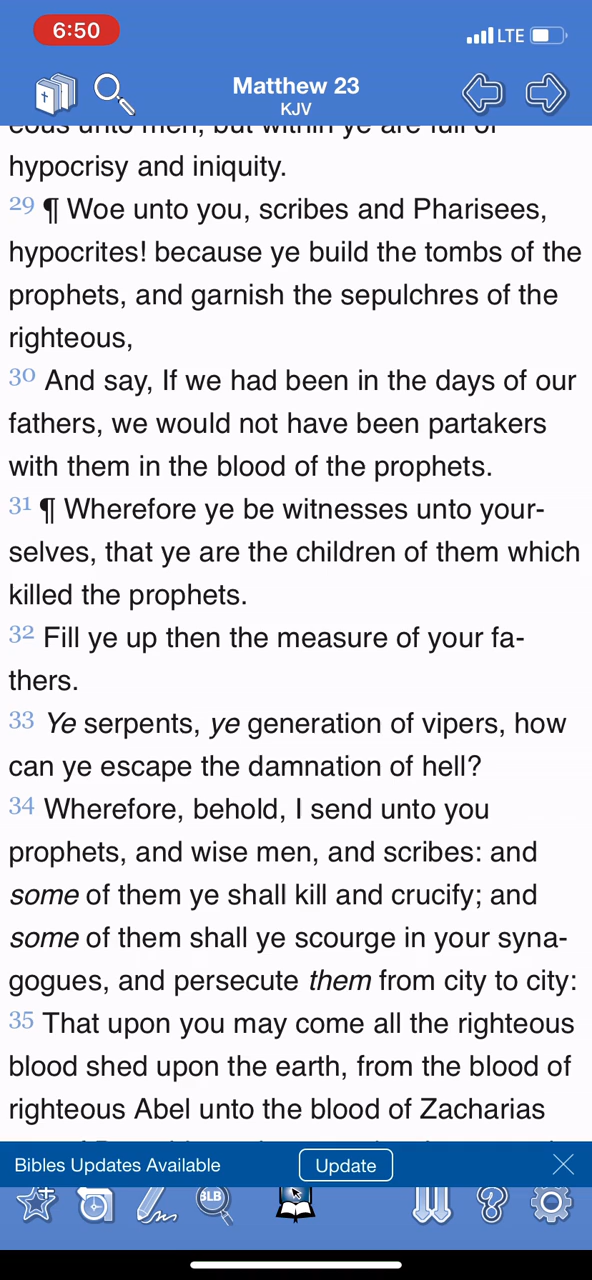 6:50
LTE
Matthew 23
KJV
hypocrisy and iniquity.
29 ¶ Woe unto you, scribes and Pharisees,
hypocrites! because ye build the tombs of the
prophets, and garnish the sepulchres of the
righteous,
30 And say, If we had been in the days of our
fathers, we would not have been partakers
with them in the blood of the prophets.
31 ¶ Wherefore ye be witnesses unto your-
selves, that ye are the children of them which
killed the prophets.
32 Fill ye up then the measure of your fa-
thers.
33 Ye serpents, ye generation of vipers, how
can ye escape the damnation of hell?
34 Wherefore, behold, I send unto you
prophets, and wise men, and scribes: and
some of them ye shall kill and crucify; and
some of them shall ye scourge in your syna-
gogues, and persecute them from city to city:
35 That upon you may come all the righteous
blood shed upon the earth, from the blood of
righteous Abel unto the blood of Zacharias
Bibles Updates Available
Update
BLB